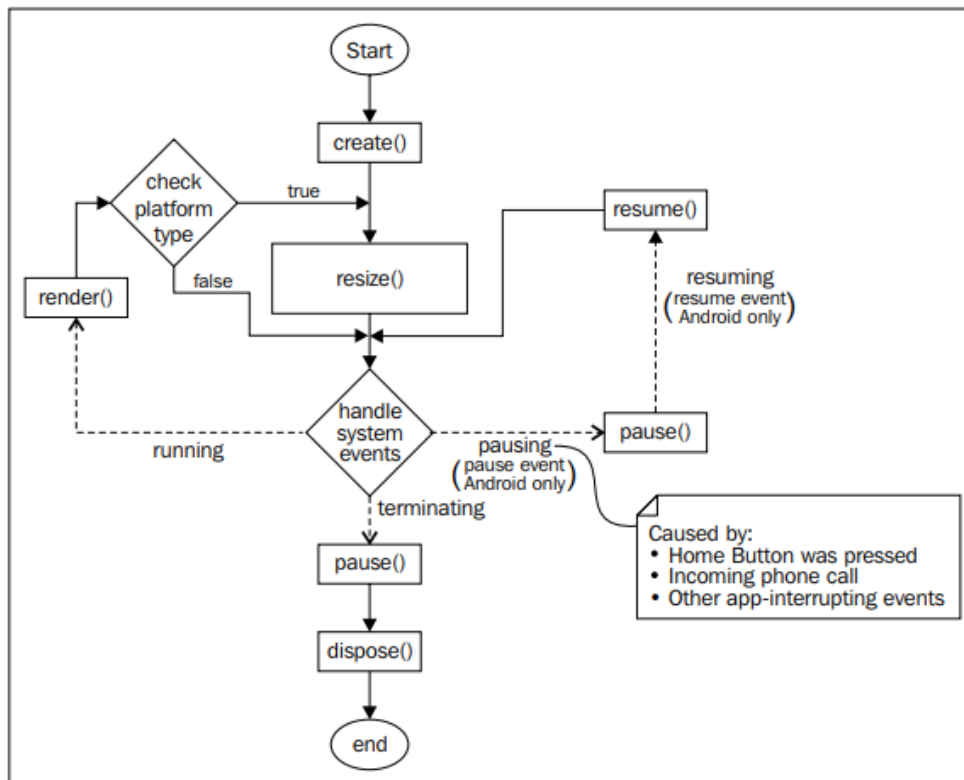 Start
create()
check
platform
type
true
resume()
resize()
false
render()
resuming
(resume event
Android only)
handle
system
events
running
pausing
(pause event
Android only)
pause()
terminating
Caused by:
• Home Button was pressed
• Incoming phone call
• Other app-interrupting events
pause()
dispose()
end